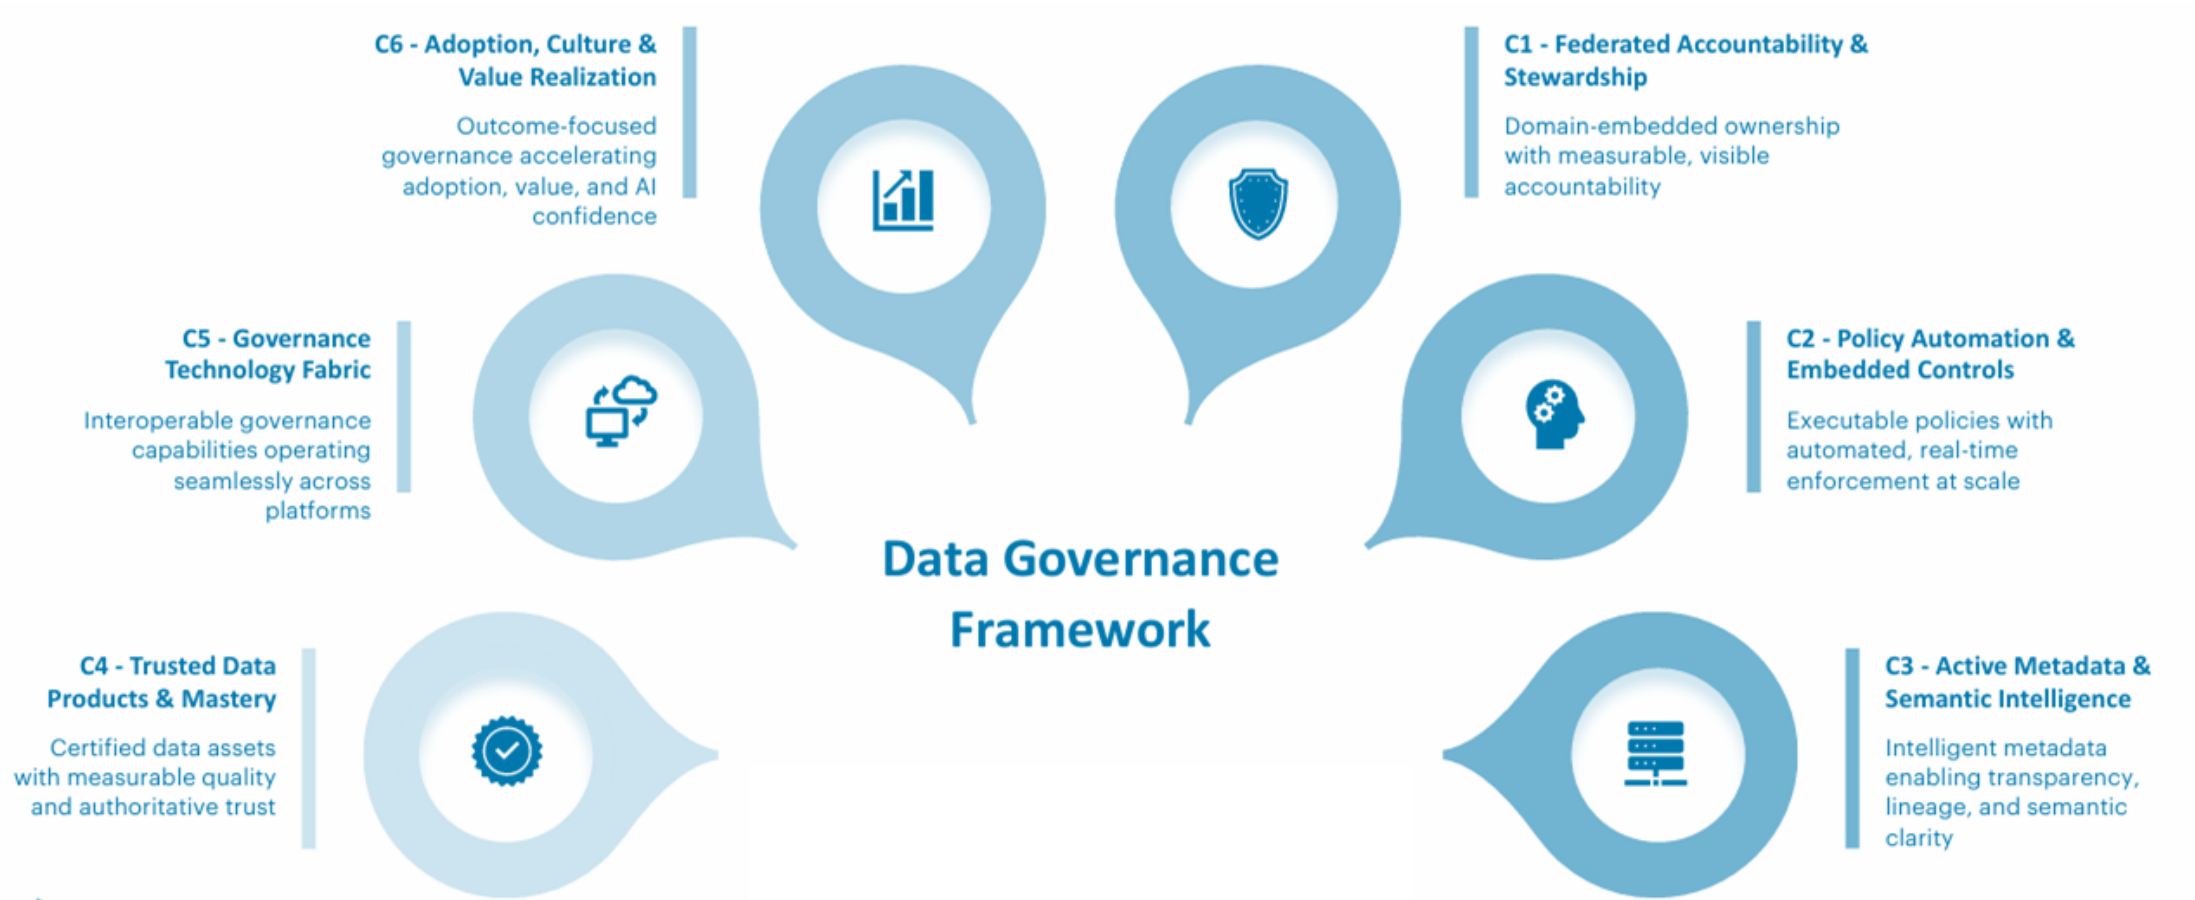 C6 - Adoption, Culture &
Value Realization
Outcome-focused
governance accelerating
adoption, value, and AI
confidence
C1 - Federated Accountability &
Stewardship
Domain-embedded ownership
with measurable, visible
accountability
C5 - Governance
Technology Fabric
Interoperable governance
capabilities operating
seamlessly across
platforms
C2 - Policy Automation &
Embedded Controls
Executable policies with
automated, real-time
enforcement at scale
Data Governance
Framework
C4 - Trusted Data
Products & Mastery
Certified data assets
with measurable quality
and authoritative trust
C3 - Active Metadata &
Semantic Intelligence
Intelligent metadata
enabling transparency,
lineage, and semantic
clarity